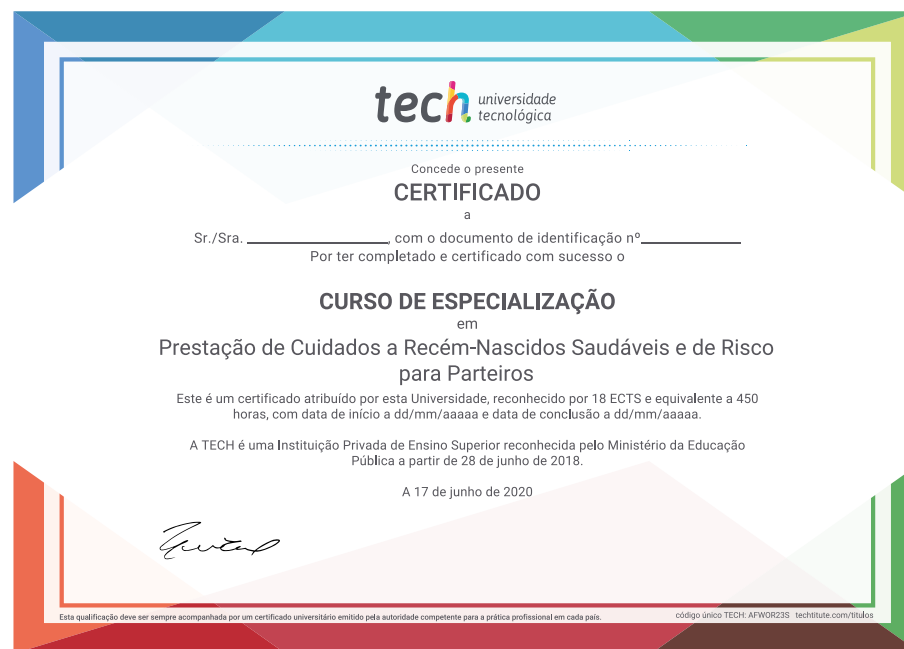 tech universidade
tecnológica
Concede o presente
CERTIFICADO
a
Sr./Sra. ____________, com o documento de identificação nº____________
Por ter completado e certificado com sucesso o
CURSO DE ESPECIALIZAÇÃO
em
Prestação de Cuidados a Recém-Nascidos Saudáveis e de Risco
para Parteiros
Este é um certificado atribuído por esta Universidade, reconhecido por 18 ECTS e equivalente a 450
horas, com data de início a dd/mm/aaaaa e data de conclusão a dd/mm/aaaaa.
A TECH é uma Instituição Privada de Ensino Superior reconhecida pelo Ministério da Educação
Pública a partir de 28 de junho de 2018.
A 17 de junho de 2020
Esta qualificação deve ser sempre acompanhada por um certificado universitário emitido pela autoridade competente para a prática profissional em cada país.
código único TECH: AFWOR23S techtitute.com/titulos